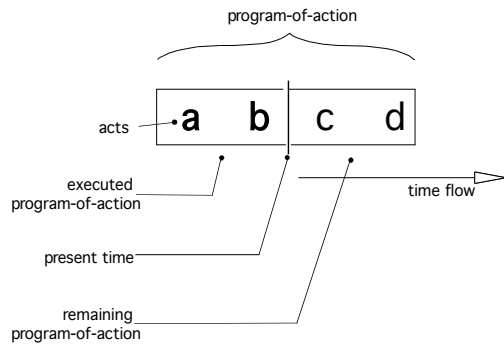 program-of-action
acts
a b c d
executed
program-of-action
time flow
present time
remaining
program-of-action